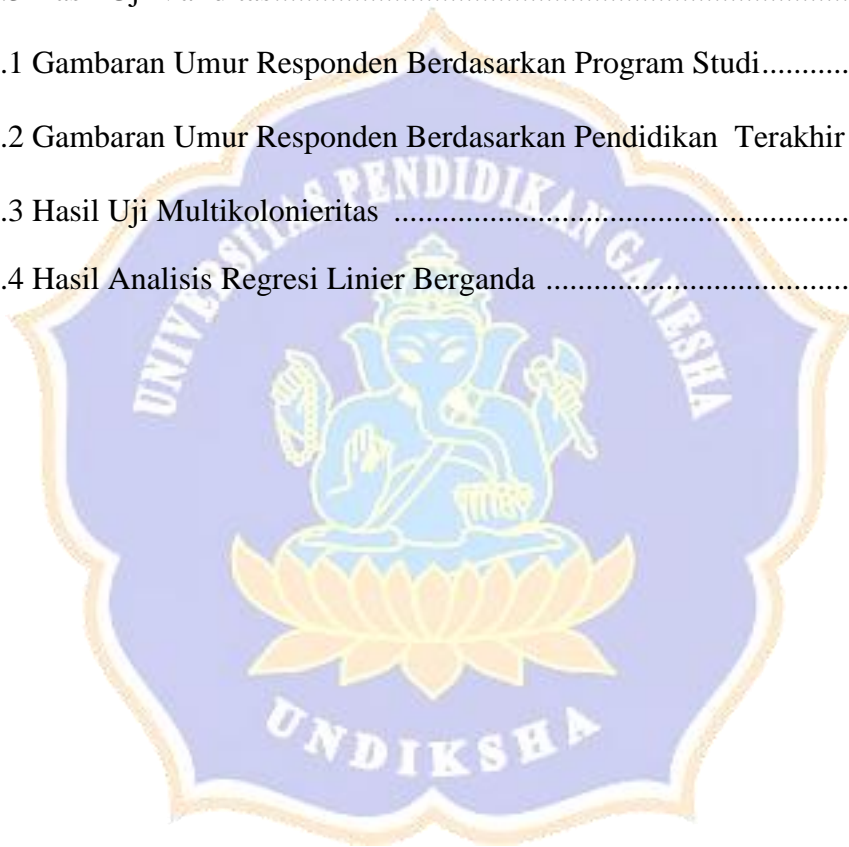 .1 Gambaran Umur Responden Berdasarkan Program Studi...........
.2 Gambaran Umur Responden Berdasarkan Pendidikan Terakhir
.3 Hasil Uji Multikolonieritas ......................................................
.4 Hasil Analisis Regresi Linier Berganda ...................................
UNIVERSITAS PENDIDIKAN GANESHA
UNDIKSHA